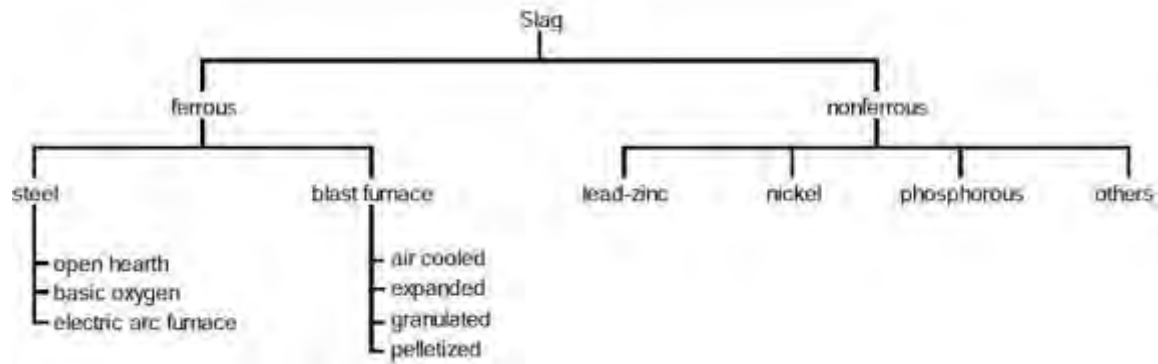 Slag
ferrous
nonferrous
steel
blast furnace
lead-zinc
nickel
phosphorous
others
open hearth
basic oxygen
electric arc furnace
air cooled
expanded
granulated
pelletized